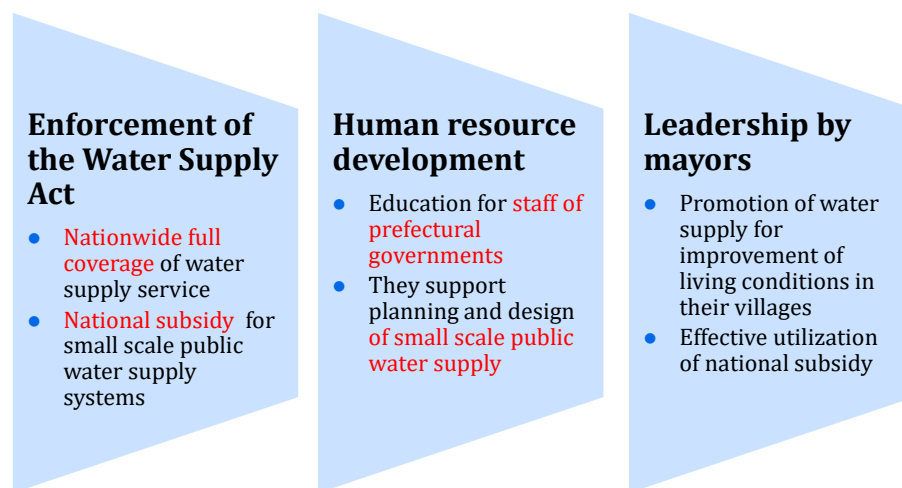 Enforcement of
the Water Supply
Act
● Nationwide full
coverage of water
supply service
● National subsidy for
small scale public
water supply
systems
Human resource
development
● Education for staff of
prefectural
governments
● They support
planning and design
of small scale public
water supply
Leadership by
mayors
● Promotion of water
supply for
improvement of
living conditions in
their villages
● Effective utilization
of national subsidy